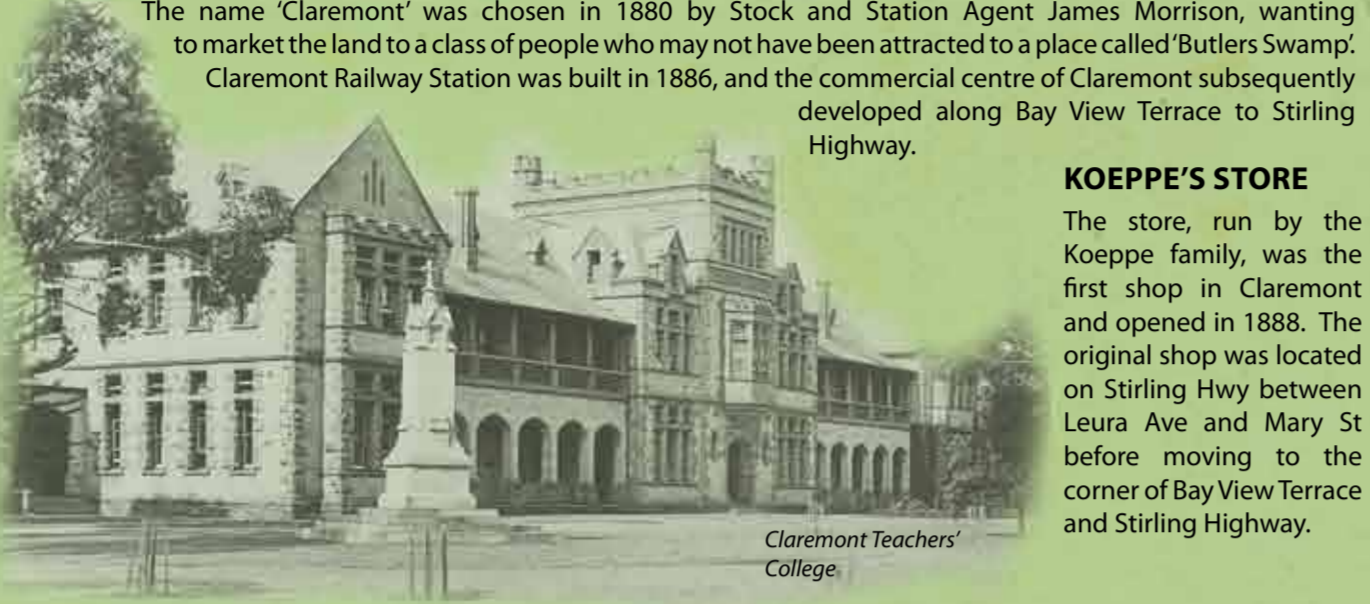 The name ‘Claremont’ was chosen in 1880 by Stock and Station Agent James Morrison, wanting
to market the land to a class of people who may not have been attracted to a place called ‘Butlers Swamp’.
Claremont Railway Station was built in 1886, and the commercial centre of Claremont subsequently
developed along Bay View Terrace to Stirling
Highway.
KOEPPE’S STORE
The store, run by the
Koeppe family, was the
first shop in Claremont
and opened in 1888. The
original shop was located
on Stirling Hwy between
Leura Ave and Mary St
before moving to the
corner of Bay View Terrace
and Stirling Highway.
Claremont Teachers’
College